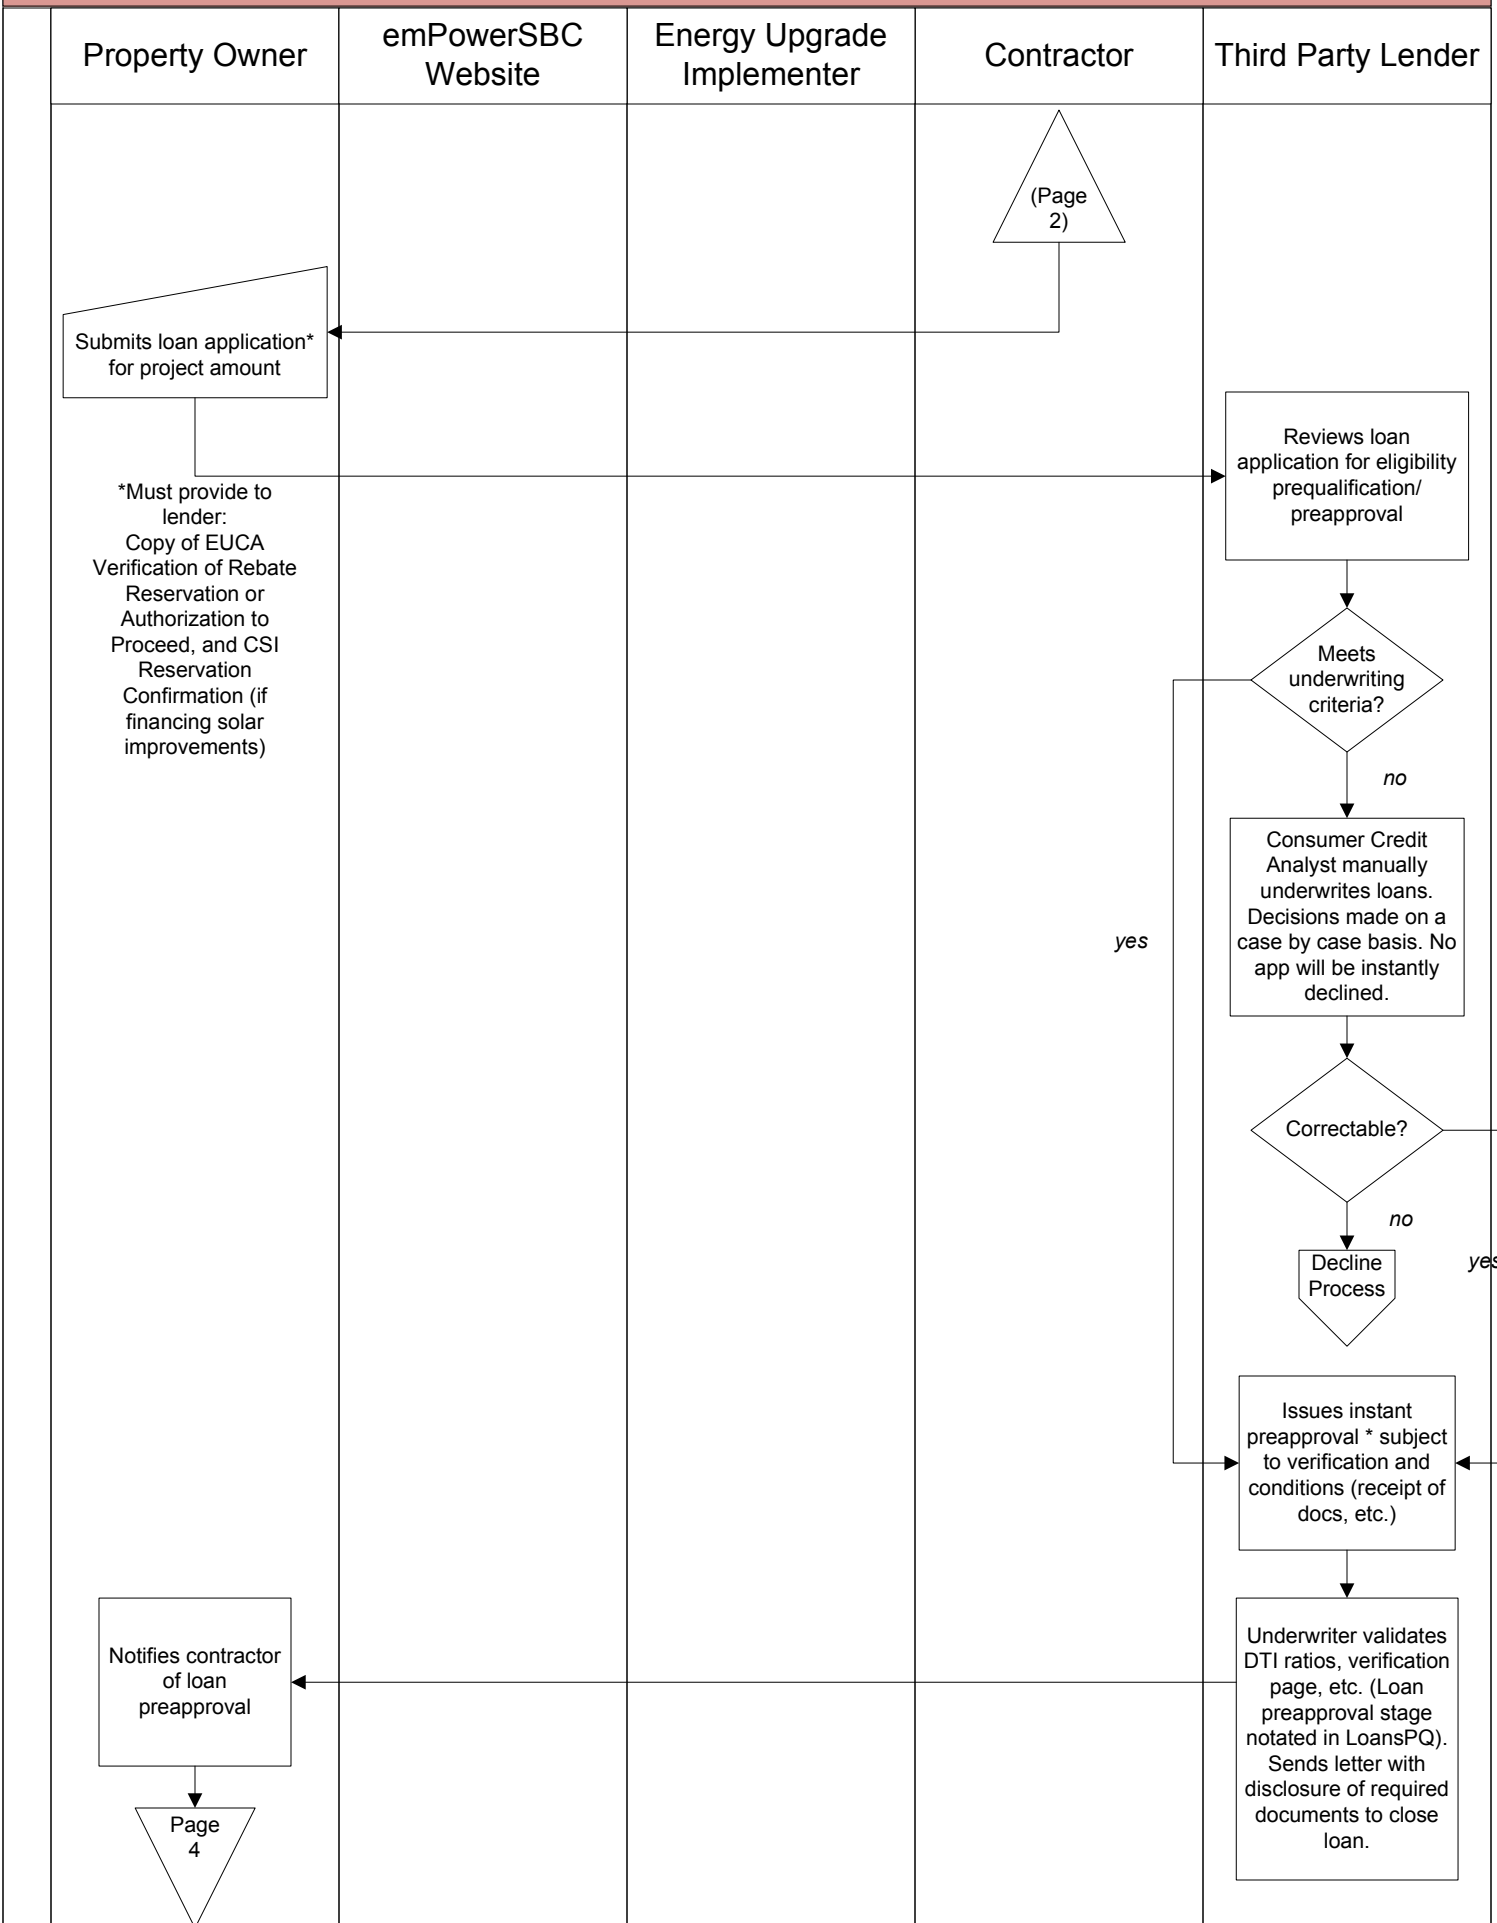 Property Owner
emPowerSBC
Website
Energy Upgrade
Implementer
Contractor
Third Party Lender
(Page
2)
Submits loan application*
for project amount
*Must provide to
lender:
Copy of EUCA
Verification of Rebate
Reservation or
Authorization to
Proceed, and CSI
Reservation
Confirmation (if
financing solar
improvements)
Reviews loan
application for eligibility
prequalification/
preapproval
Meets
underwriting
criteria?
no
yes
Consumer Credit
Analyst manually
underwrites loans.
Decisions made on a
case by case basis. No
app will be instantly
declined.
Correctable?
no
yes
Decline
Process
Issues instant
preapproval * subject
to verification and
conditions (receipt of
docs, etc.)
Underwriter validates
DTI ratios, verification
page, etc. (Loan
preapproval stage
notated in LoansPQ).
Sends letter with
disclosure of required
documents to close
loan.
Notifies contractor
of loan
preapproval
Page
4